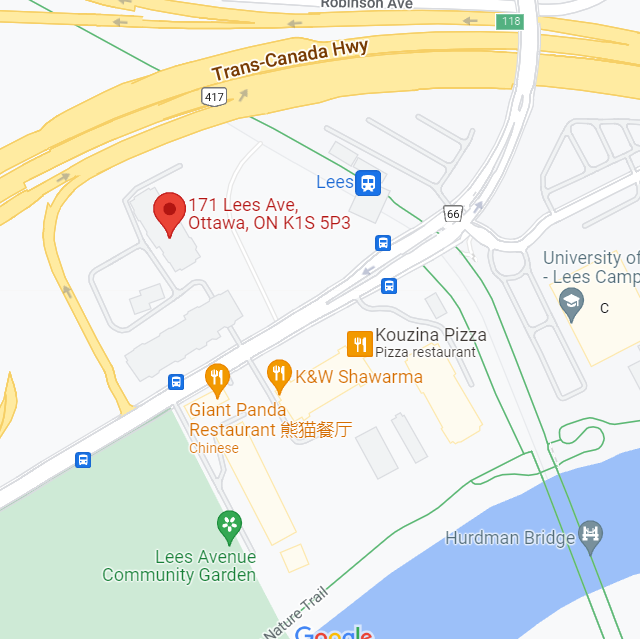 Robinson Ave
118
Trans-Canada Hwy
417
Lees
171 Lees Ave,
Ottawa, ON K1S 5P3
66
University of
- Lees Camp
C
Kouzina Pizza
Pizza restaurant
K&W Shawarma
Giant Panda
Restaurant 熊猫餐厅
Chinese
Hurdman Bridge
Lees Avenue
Community Garden
Nature-Trail
Google